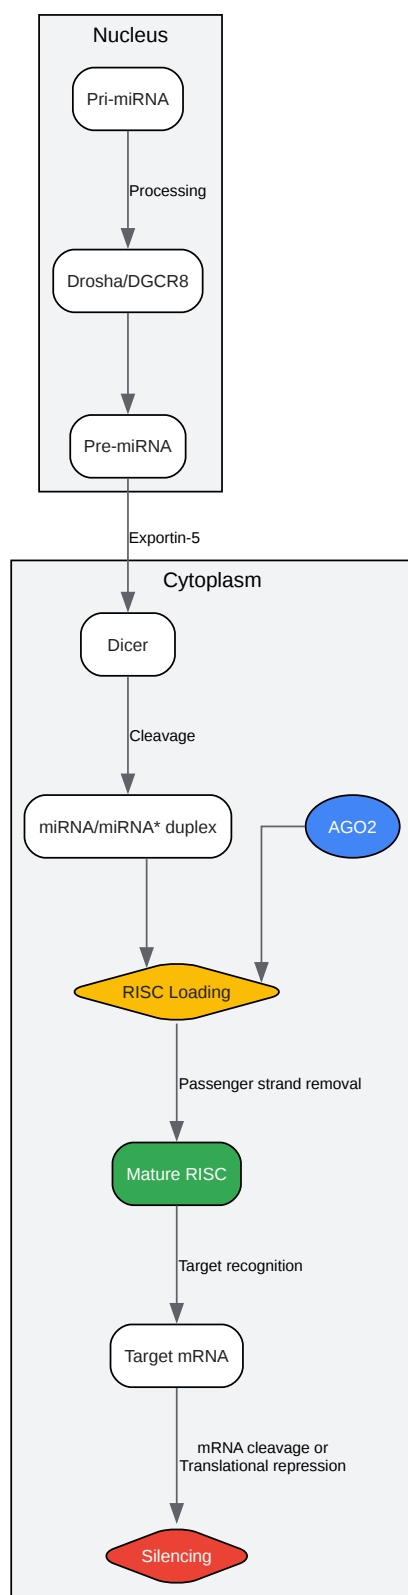 Nucleus
Pri-miRNA
Processing
Drosha/DGCR8
Pre-miRNA
Exportin-5
Cytoplasm
Dicer
Cleavage
miRNA/miRNA* duplex
AGO2
RISC Loading
Passenger strand removal
Mature RISC
Target recognition
Target mRNA
mRNA cleavage or
Translational repression
Silencing